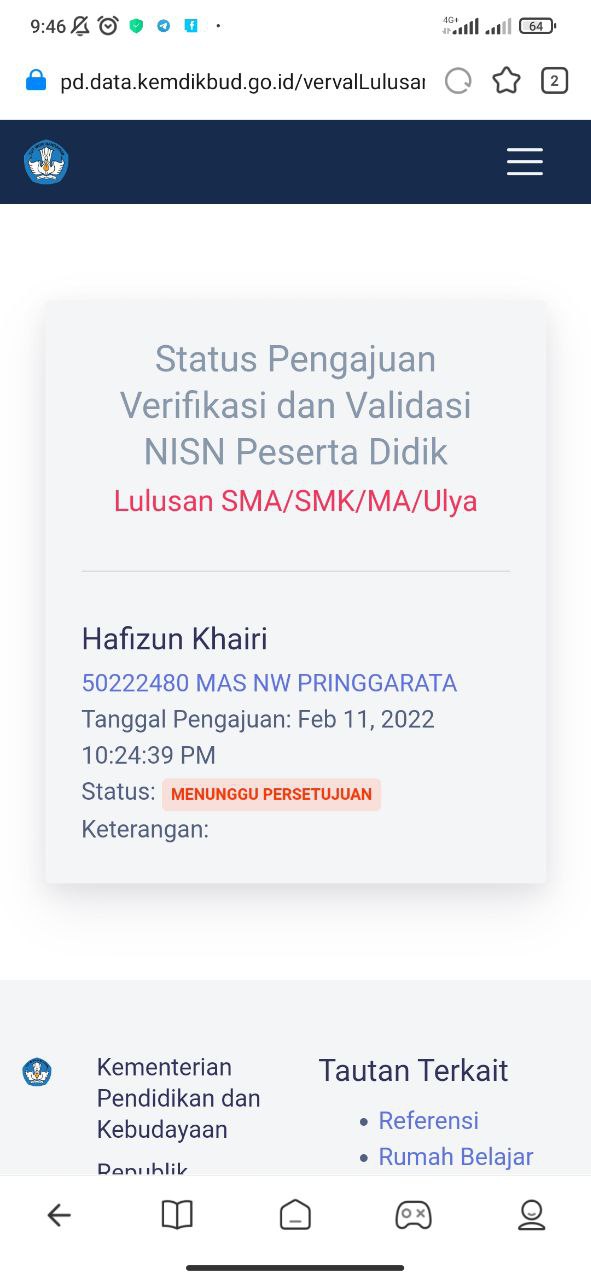 9:46
4G+
64
pd.data.kemdikbud.go.id/vervalLulusa
2
Status Pengajuan
Verifikasi dan Validasi
NISN Peserta Didik
Lulusan SMA/SMK/MA/Ulya
Hafizun Khairi
50222480 MAS NW PRINGGARATA
Tanggal Pengajuan: Feb 11, 2022
10:24:39 PM
Status: MENUNGGU PERSETUJUAN
Keterangan:
Kementerian
Pendidikan dan
Kebudayaan
Republik
Tautan Terkait
• Referensi
• Rumah Belajar